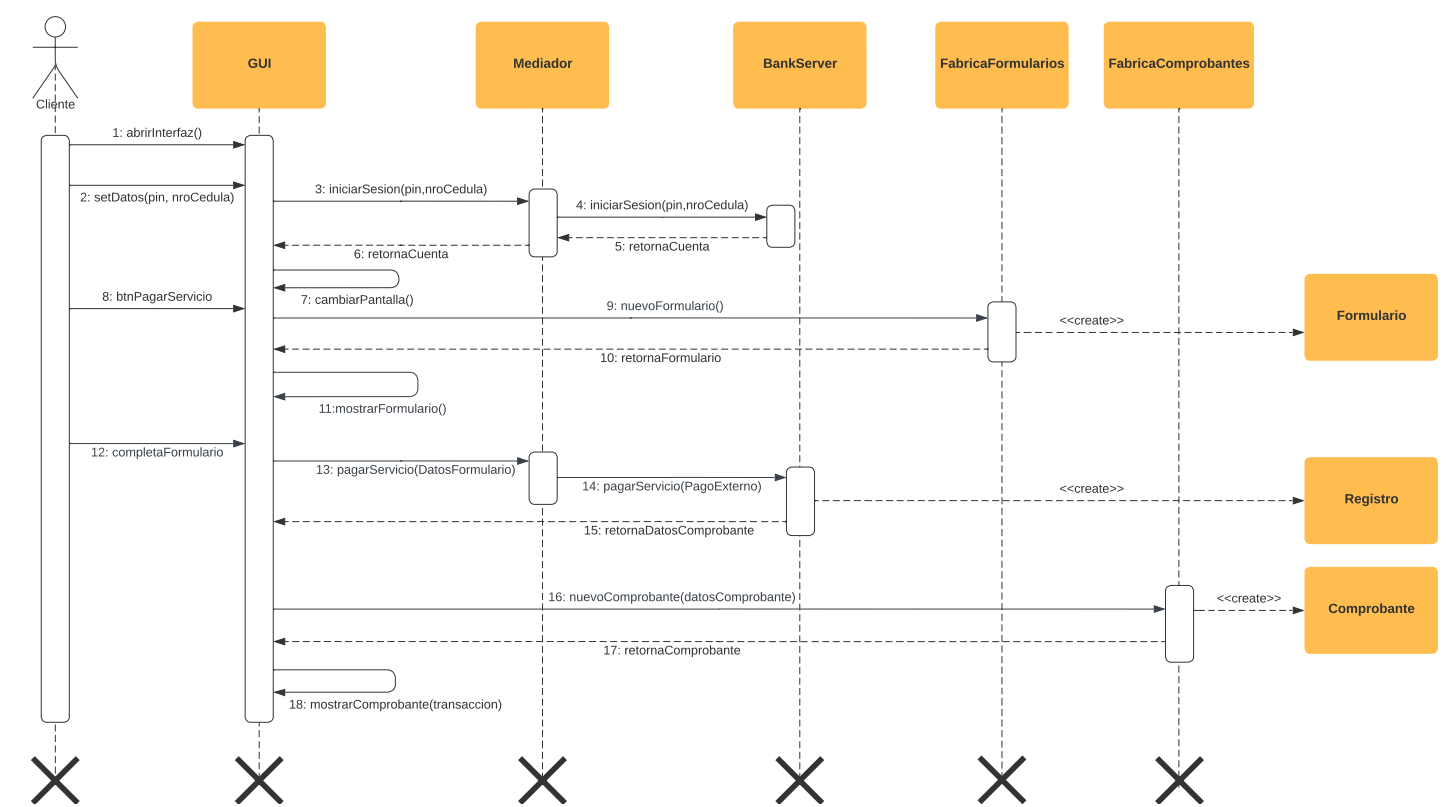 Cliente
GUI
Mediador
BankServer
FabricaFormularios
FabricaComprobantes
1: abrirInterfaz()
2: setDatos(pin, nroCedula)
3: iniciarSesion(pin,nroCedula)
4: iniciarSesion(pin,nroCedula)
5: retornaCuenta
6: retornaCuenta
7: cambiarPantalla()
8: btnPagarServicio
9: nuevoFormulario()
<<create>>
Formulario
10: retornaFormulario
11:mostrarFormulario()
12: completaFormulario
13: pagarServicio(DatosFormulario)
14: pagarServicio(PagoExterno)
<<create>>
Registro
15: retornaDatosComprobante
16: nuevoComprobante(datosComprobante)
<<create>>
Comprobante
17: retornaComprobante
18: mostrarComprobante(transaccion)